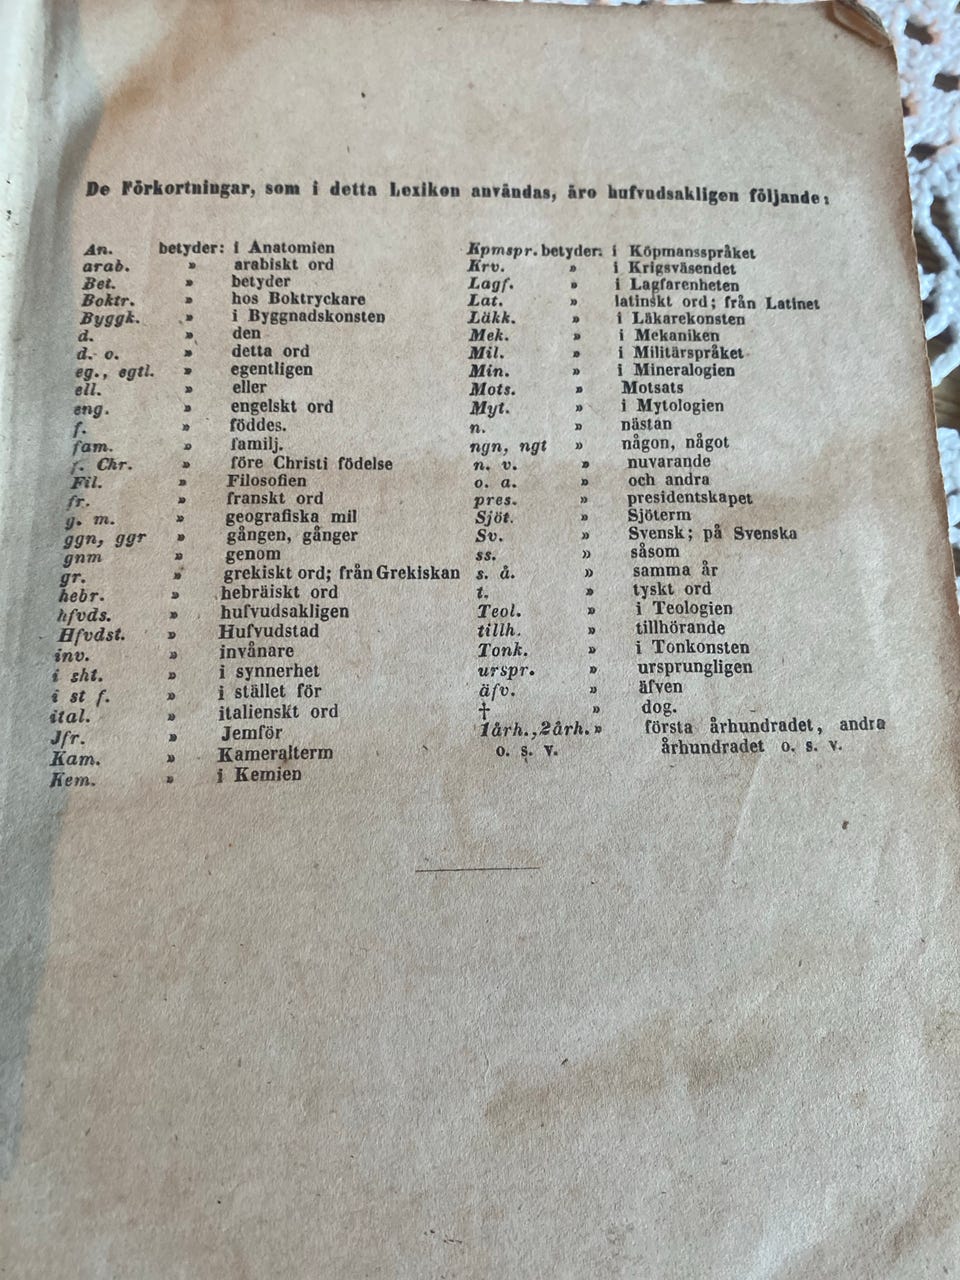 De Förkortningar, som i detta Lexikon användas, äro hufvudsakligen följande:
An. betyder: i Anatomien
arab. » arabiskt ord
Bet. » betyder
Boktr. » hos Boktryckare
Byggk. » i Byggnadskonsten
d. » den
d. o. » detta ord
eg., egtl. » egentligen
ell. » eller
eng. » engelskt ord
f. » föddes.
fam. » familj.
f. Chr. » före Christi födelse
Fil. » Filosofien
fr. » franskt ord
g. m. » geografiska mil
ggn, ggr » gången, gånger
gnm » genom
gr. » grekiskt ord; från Grekiskan
hebr. » hebräiskt ord
hfvds. » hufvudsakligen
Hfvdst. » Hufvudstad
inv. » invånare
i sht. » i synnerhet
i st f. » i stället för
ital. » italienskt ord
Jfr. » Jemför
Kam. » Kameralterm
Kem. » i Kemien
Kpmspr. betyder: i Köpmansspråket
Krv. » i Krigsväsendet
Lagf. » i Lagfarenheten
Lat. » latinskt ord; från Latinet
Läkk. » i Läkarekonsten
Mek. » i Mekaniken
Mil. » i Militärspråket
Min. » i Mineralogien
Mots. » Motsats
Myt. » i Mytologien
n. » nästan
ngn, ngt » någon, något
n. v. » nuvarande
o. a. » och andra
pres. » presidentskapet
Sjöt. » Sjöterm
Sv. » Svensk; på Svenska
ss. » såsom
s. å. » samma år
t. » tyskt ord
Teol. » i Teologien
tillh. » tillhörande
Tonk. » i Tonkonsten
urspr. » ursprungligen
äfv. » äfven
† » dog.
1årh., 2årh. » första århundradet, andra
o. s. v. århundradet o. s. v.